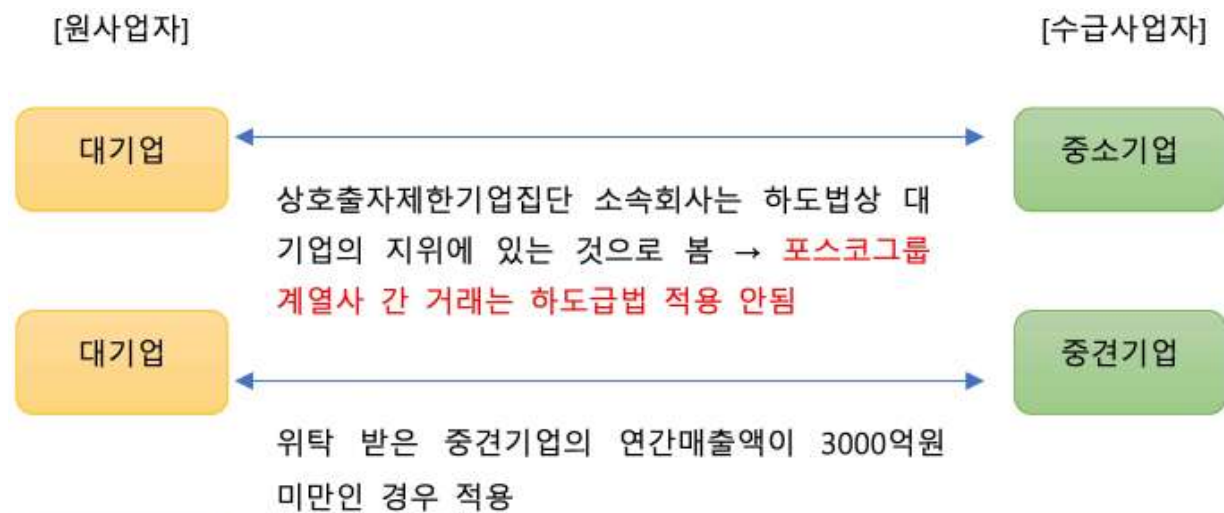 [원사업자]
[수급사업자]
대기업
중소기업
상호출자제한기업집단 소속회사는 하도법상 대
기업의 지위에 있는 것으로 봄 → 포스코그룹
계열사 간 거래는 하도급법 적용 안됨
대기업
중견기업
위탁 받은 중견기업의 연간매출액이 3000억원
미만인 경우 적용